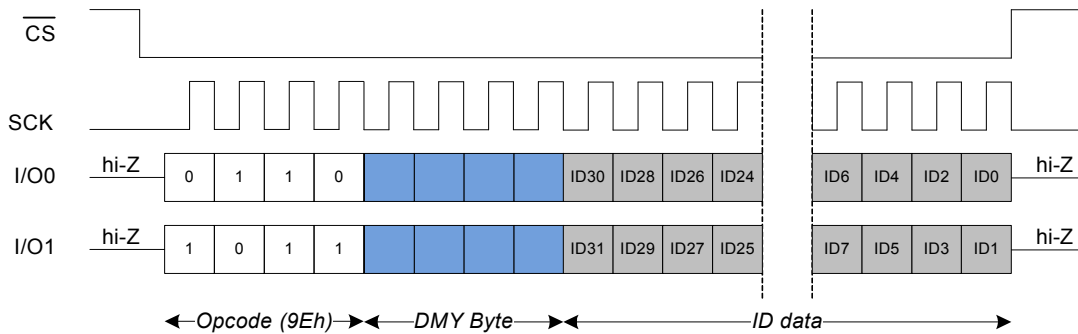 CS
SCK
I/O0 hi-Z 0 1 1 0 ID30 ID28 ID26 ID24 ID6 ID4 ID2 ID0 hi-Z
I/O1 hi-Z 1 0 1 1 ID31 ID29 ID27 ID25 ID7 ID5 ID3 ID1 hi-Z
Opcode (9Eh) DMY Byte ID data